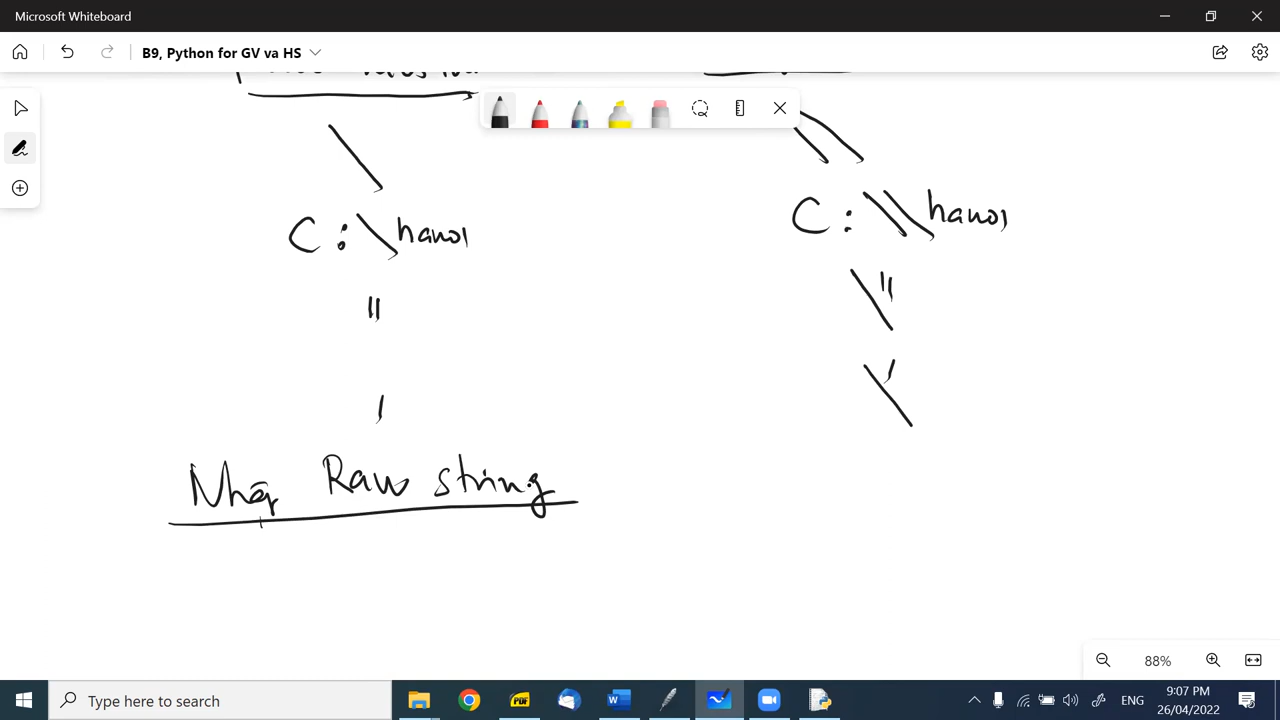 Microsoft Whiteboard
B9, Python for GV va HS
\
\\
C:\hanoi
C:\\hanoi
"
\"
'
\'
Nhập Raw string
88%
Type here to search
PDF
W
ENG
9:07 PM
26/04/2022